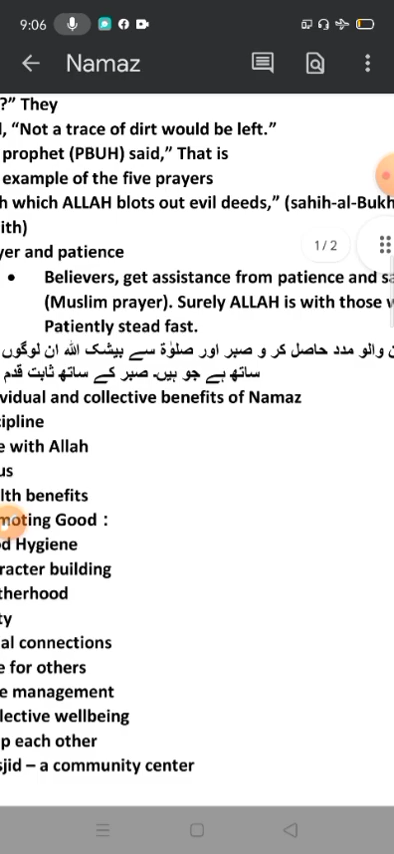 9:06
Namaz
?” They
, “Not a trace of dirt would be left.”
prophet (PBUH) said,” That is
example of the five prayers
h which ALLAH blots out evil deeds,” (sahih-al-Bukh
ith)
yer and patience
1/2
• Believers, get assistance from patience and sa
(Muslim prayer). Surely ALLAH is with those
Patiently stead fast.
والو مدد حاصل کر و صبر اور صلوٰۃ سے بیشک اللہ ان لوگوں
ساتھ ہے جو ہیں۔ صبر کے ساتھ ثابت قدم
vidual and collective benefits of Namaz
ipline
e with Allah
us
lth benefits
moting Good :
d Hygiene
racter building
therhood
ty
al connections
e for others
e management
lective wellbeing
p each other
sjid – a community center